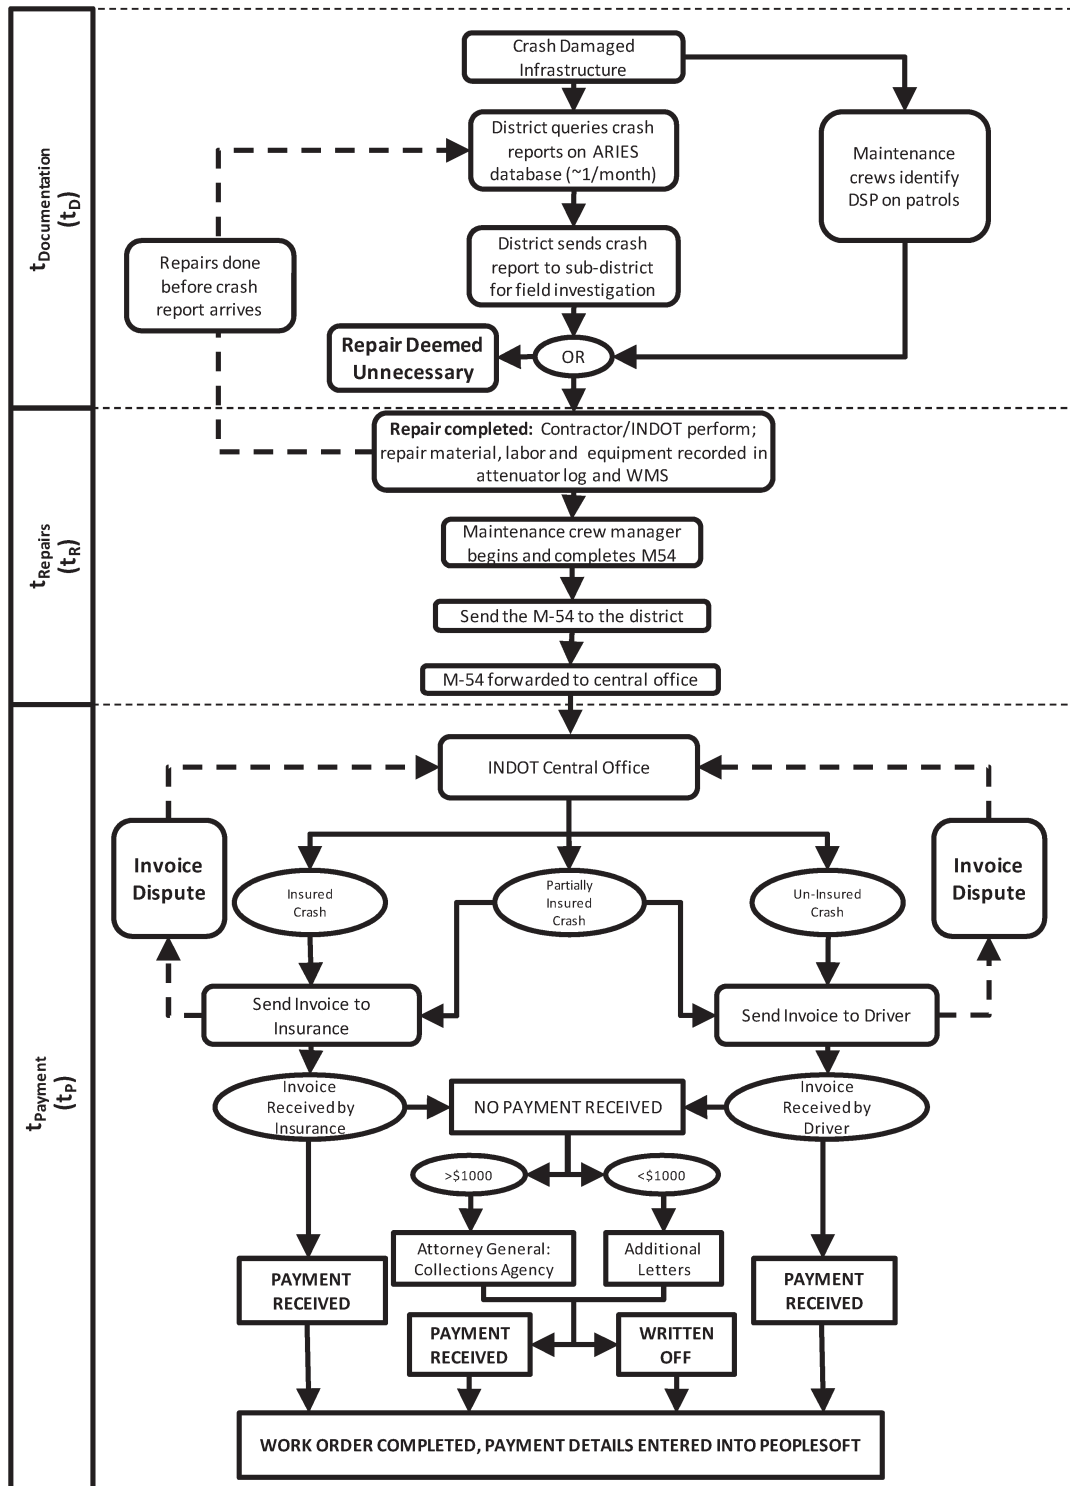 t_Documentation
(t_D)
Crash Damaged
Infrastructure
District queries crash
reports on ARIES
database (~1/month)
Maintenance
crews identify
DSP on patrols
District sends crash
report to sub-district
for field investigation
Repairs done
before crash
report arrives
Repair Deemed
Unnecessary
OR
t_Repairs
(t_R)
Repair completed: Contractor/INDOT perform;
repair material, labor and equipment recorded in
attenuator log and WMS
Maintenance crew manager
begins and completes M54
Send the M-54 to the district
M-54 forwarded to central office
t_Payment
(t_P)
INDOT Central Office
Invoice
Dispute
Insured
Crash
Partially
Insured
Crash
Un-Insured
Crash
Invoice
Dispute
Send Invoice to
Insurance
Send Invoice to Driver
Invoice
Received by
Insurance
NO PAYMENT RECEIVED
Invoice
Received by
Driver
>$1000
<$1000
Attorney General:
Collections Agency
Additional
Letters
PAYMENT
RECEIVED
PAYMENT
RECEIVED
PAYMENT
RECEIVED
WRITTEN
OFF
WORK ORDER COMPLETED, PAYMENT DETAILS ENTERED INTO PEOPLESOFT